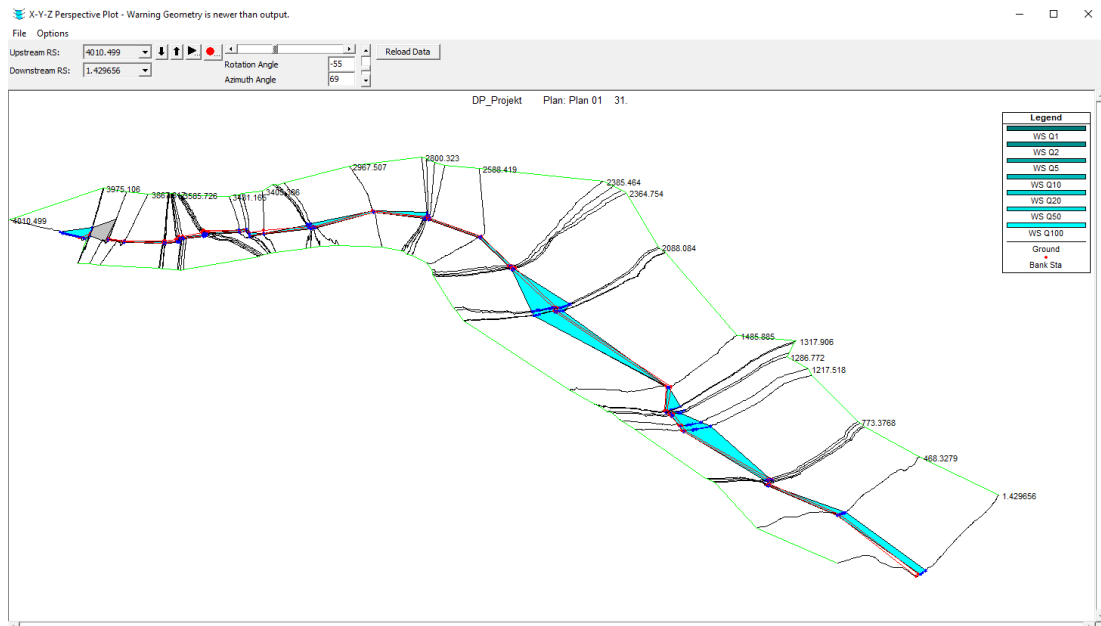 X-Y-Z Perspective Plot - Warning Geometry is newer than output.
File Options
Upstream RS: 4010.499
Downstream RS: 1.429656
Rotation Angle -55
Azimuth Angle 69
Reload Data
DP_Projekt Plan: Plan 01 31.
Legend
WS Q1
WS Q2
WS Q5
WS Q10
WS Q20
WS Q50
WS Q100
Ground
Bank Sta
4010.499
3975.106
2967.507
2800.323
2588.419
2385.464
2364.754
2088.084
1485.885
1317.906
1286.772
1217.518
773.3768
468.3279
1.429656